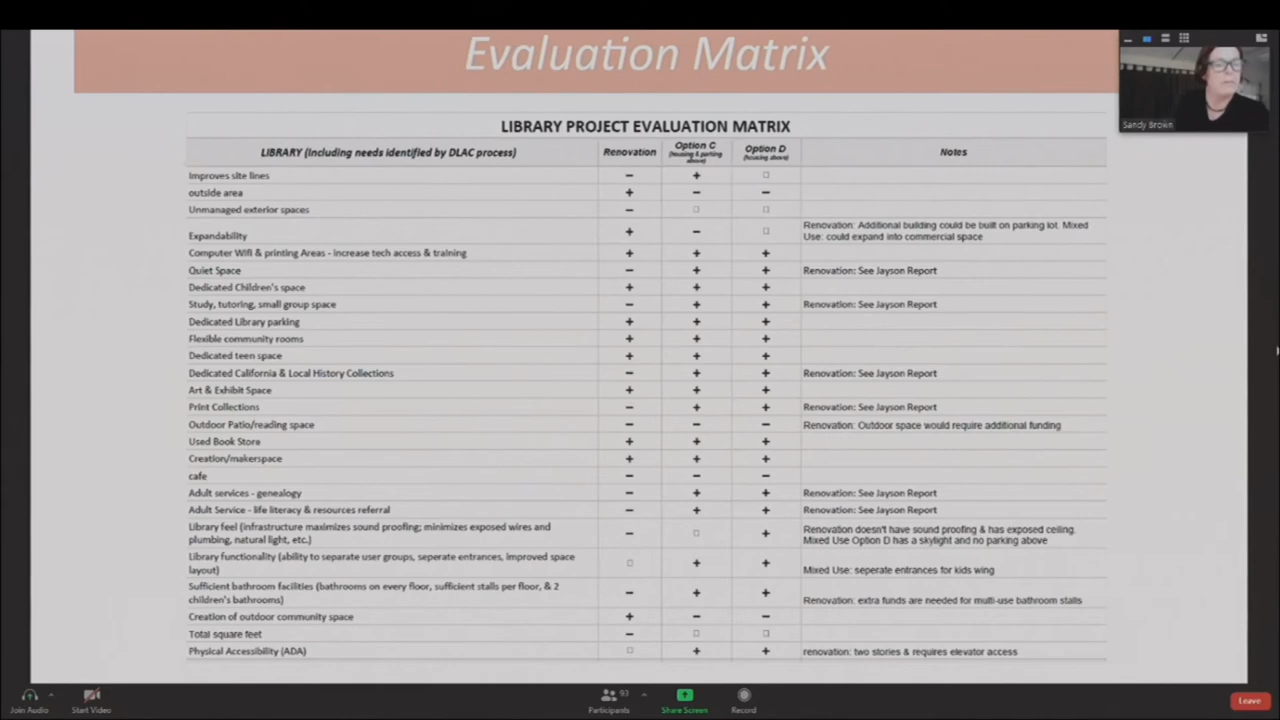 Evaluation Matrix
Sandy Brown
LIBRARY PROJECT EVALUATION MATRIX
LIBRARY (including needs identified by DLAC process) Renovation Option C (housing & parking above) Option D (housing above) Notes
Improves site lines − + □
outside area + − −
Unmanaged exterior spaces − □ □
Expandability + − □ Renovation: Additional building could be built on parking lot. Mixed
Use: could expand into commercial space
Computer Wifi & printing Areas - increase tech access & training + + +
Quiet Space − + + Renovation: See Jayson Report
Dedicated Children's space + + +
Study, tutoring, small group space − + + Renovation: See Jayson Report
Dedicated Library parking + + +
Flexible community rooms + + +
Dedicated teen space + + +
Dedicated California & Local History Collections − + + Renovation: See Jayson Report
Art & Exhibit Space + + +
Print Collections − + + Renovation: See Jayson Report
Outdoor Patio/reading space − − − Renovation: Outdoor space would require additional funding
Used Book Store + + +
Creation/makerspace + + +
cafe − − −
Adult services - genealogy − + + Renovation: See Jayson Report
Adult Service - life literacy & resources referral − + + Renovation: See Jayson Report
Library feel (infrastructure maximizes sound proofing; minimizes exposed wires and
plumbing, natural light, etc.) − □ + Renovation doesn't have sound proofing & has exposed ceiling.
Mixed Use Option D has a skylight and no parking above
Library functionality (ability to separate user groups, seperate entrances, improved space
layout) □ + + Mixed Use: seperate entrances for kids wing
Sufficient bathroom facilities (bathrooms on every floor, sufficient stalls per floor, & 2
children's bathrooms) − + + Renovation: extra funds are needed for multi-use bathroom stalls
Creation of outdoor community space + − −
Total square feet − □ □
Physical Accessibility (ADA) □ + + renovation: two stories & requires elevator access
Join Audio Start Video 93 Participants Share Screen Record Leave